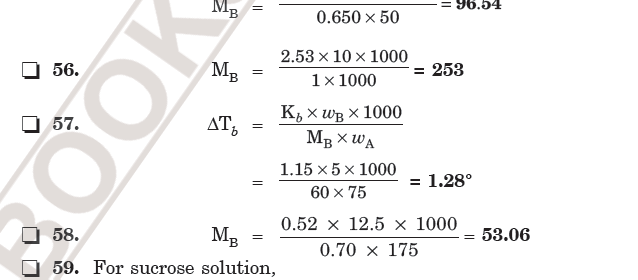 M_B = ――― = 96.54
0.650 × 50
56. M_B = 2.53 × 10 × 1000 / 1 × 1000 = 253
57. ΔT_b = K_b × w_B × 1000 / M_B × w_A
= 1.15 × 5 × 1000 / 60 × 75 = 1.28°
58. M_B = 0.52 × 12.5 × 1000 / 0.70 × 175 = 53.06
59. For sucrose solution,
BOOK